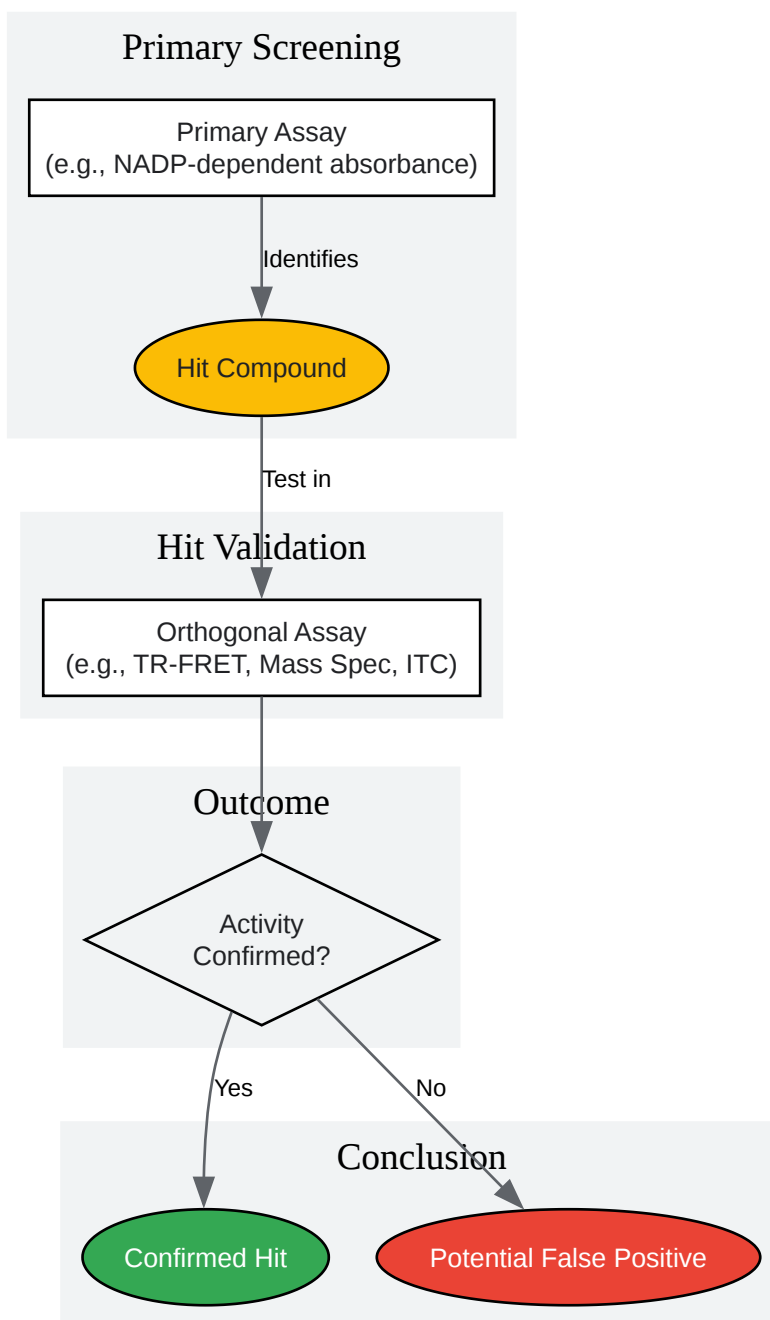 Primary Screening
Primary Assay
(e.g., NADP-dependent absorbance)
Identifies
Hit Compound
Test in
Hit Validation
Orthogonal Assay
(e.g., TR-FRET, Mass Spec, ITC)
Outcome
Activity
Confirmed?
Yes
No
Conclusion
Confirmed Hit
Potential False Positive